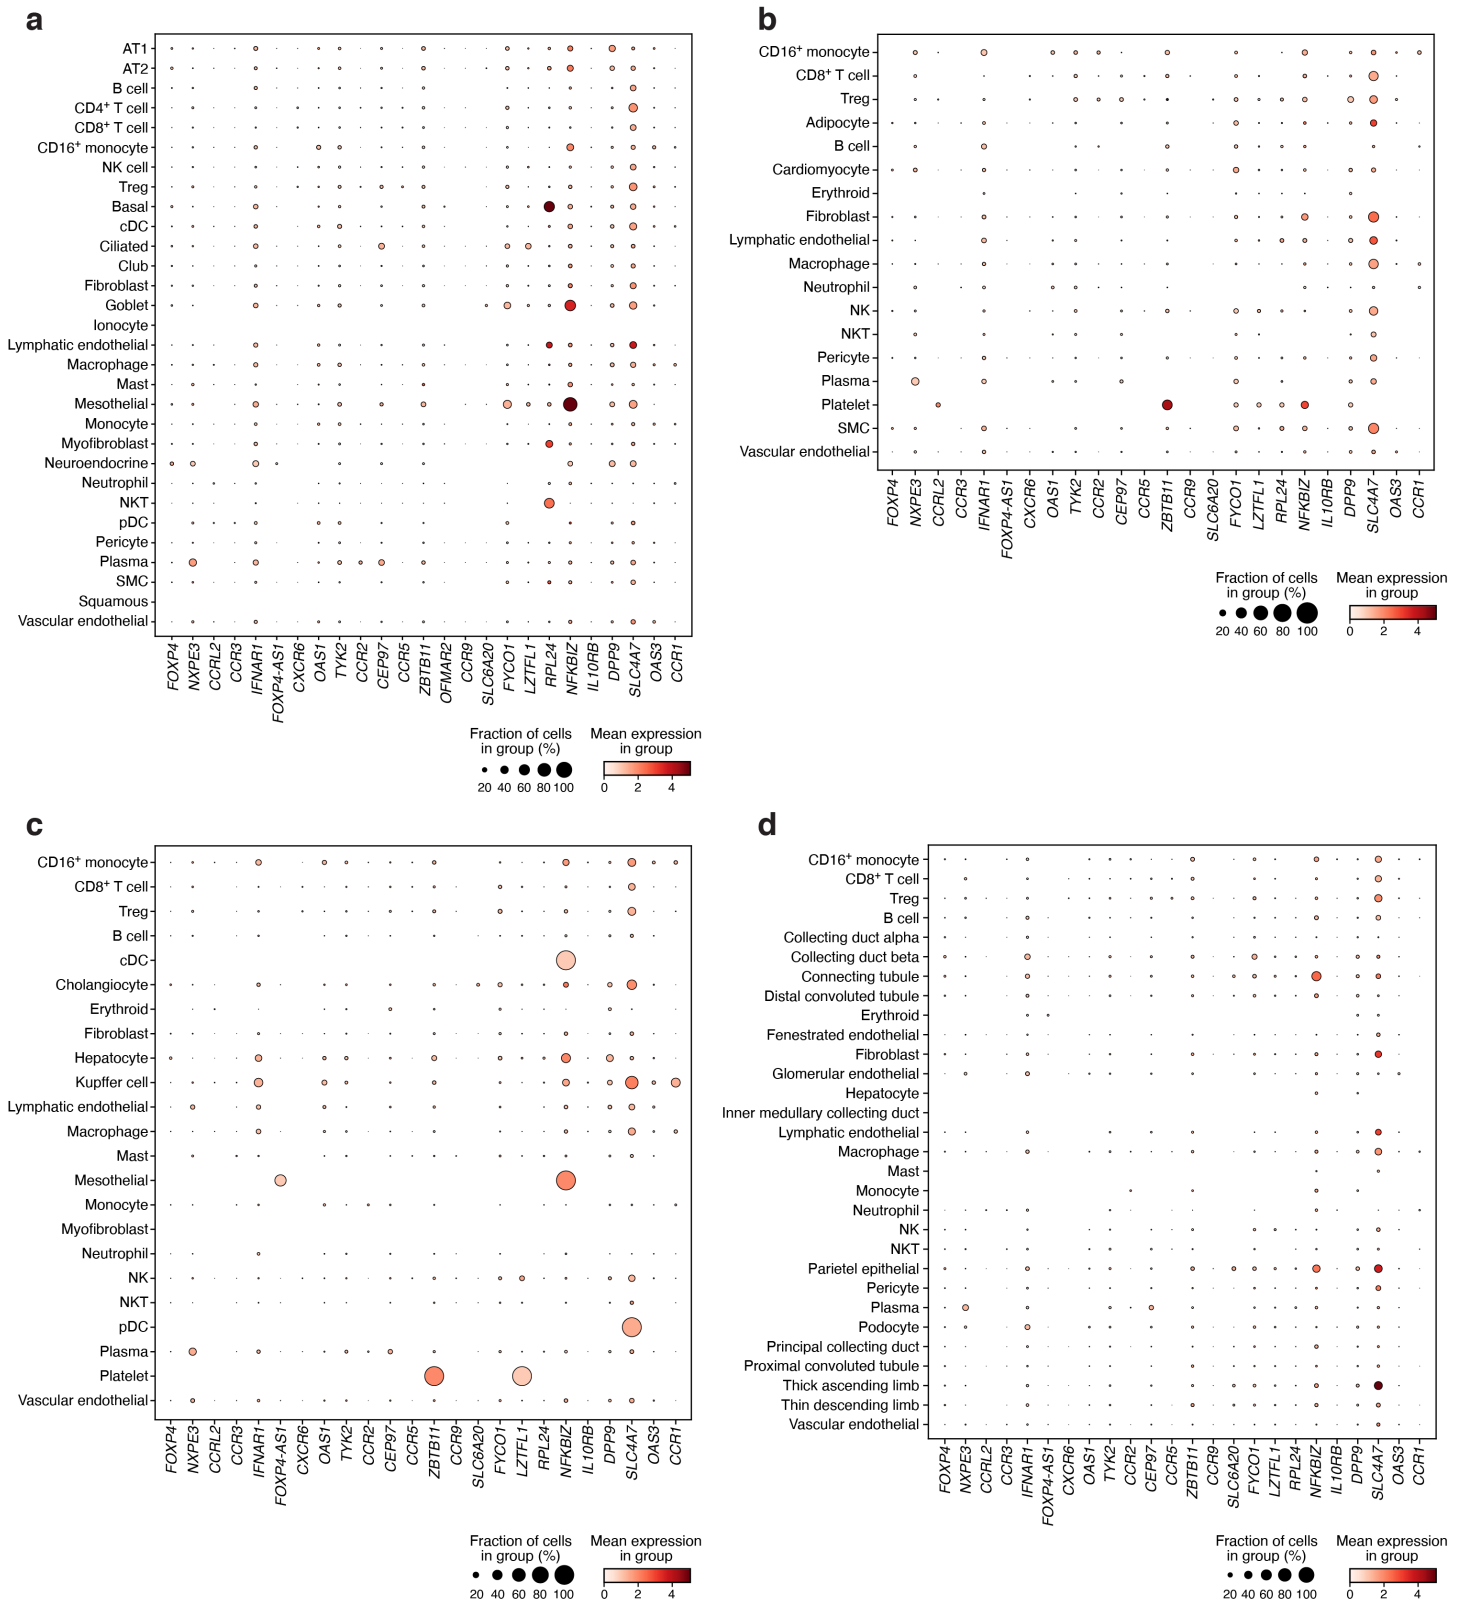 a
AT1
AT2
B cell
CD4+ T cell
CD8+ T cell
CD16+ monocyte
NK cell
Treg
Basal
cDC
Ciliated
Club
Fibroblast
Goblet
Ionocyte
Lymphatic endothelial
Macrophage
Mast
Mesothelial
Monocyte
Myofibroblast
Neuroendocrine
Neutrophil
NKT
pDC
Pericyte
Plasma
SMC
Squamous
Vascular endothelial
FOXP4 NXPE3 CCRL2 CCR3 IFNAR1 FOXP4-AS1 CXCR6 OAS1 TYK2 CCR2 CEP97 CCR5 ZBTB11 OFMAR2 CCR9 SLC6A20 FYCO1 LZTFL1 RPL24 NFKBIZ IL10RB DPP9 SLC4A7 OAS3 CCR1
Fraction of cells
in group (%)
20 40 60 80 100
Mean expression
in group
0 2 4
b
CD16+ monocyte
CD8+ T cell
Treg
Adipocyte
B cell
Cardiomyocyte
Erythroid
Fibroblast
Lymphatic endothelial
Macrophage
Neutrophil
NK
NKT
Pericyte
Plasma
Platelet
SMC
Vascular endothelial
FOXP4 NXPE3 CCRL2 CCR3 IFNAR1 FOXP4-AS1 CXCR6 OAS1 TYK2 CCR2 CEP97 CCR5 ZBTB11 CCR9 SLC6A20 FYCO1 LZTFL1 RPL24 NFKBIZ IL10RB DPP9 SLC4A7 OAS3 CCR1
Fraction of cells
in group (%)
20 40 60 80 100
Mean expression
in group
0 2 4
c
CD16+ monocyte
CD8+ T cell
Treg
B cell
cDC
Cholangiocyte
Erythroid
Fibroblast
Hepatocyte
Kupffer cell
Lymphatic endothelial
Macrophage
Mast
Mesothelial
Monocyte
Myofibroblast
Neutrophil
NK
NKT
pDC
Plasma
Platelet
Vascular endothelial
FOXP4 NXPE3 CCRL2 CCR3 IFNAR1 FOXP4-AS1 CXCR6 OAS1 TYK2 CCR2 CEP97 CCR5 ZBTB11 CCR9 SLC6A20 FYCO1 LZTFL1 RPL24 NFKBIZ IL10RB DPP9 SLC4A7 OAS3 CCR1
Fraction of cells
in group (%)
20 40 60 80 100
Mean expression
in group
0 2 4
d
CD16+ monocyte
CD8+ T cell
Treg
B cell
Collecting duct alpha
Collecting duct beta
Connecting tubule
Distal convoluted tubule
Erythroid
Fenestrated endothelial
Fibroblast
Glomerular endothelial
Hepatocyte
Inner medullary collecting duct
Lymphatic endothelial
Macrophage
Mast
Monocyte
Neutrophil
NK
NKT
Parietel epithelial
Pericyte
Plasma
Podocyte
Principal collecting duct
Proximal convoluted tubule
Thick ascending limb
Thin descending limb
Vascular endothelial
FOXP4 NXPE3 CCRL2 CCR3 IFNAR1 FOXP4-AS1 CXCR6 OAS1 TYK2 CCR2 CEP97 CCR5 ZBTB11 CCR9 SLC6A20 FYCO1 LZTFL1 RPL24 NFKBIZ IL10RB DPP9 SLC4A7 OAS3 CCR1
Fraction of cells
in group (%)
20 40 60 80 100
Mean expression
in group
0 2 4